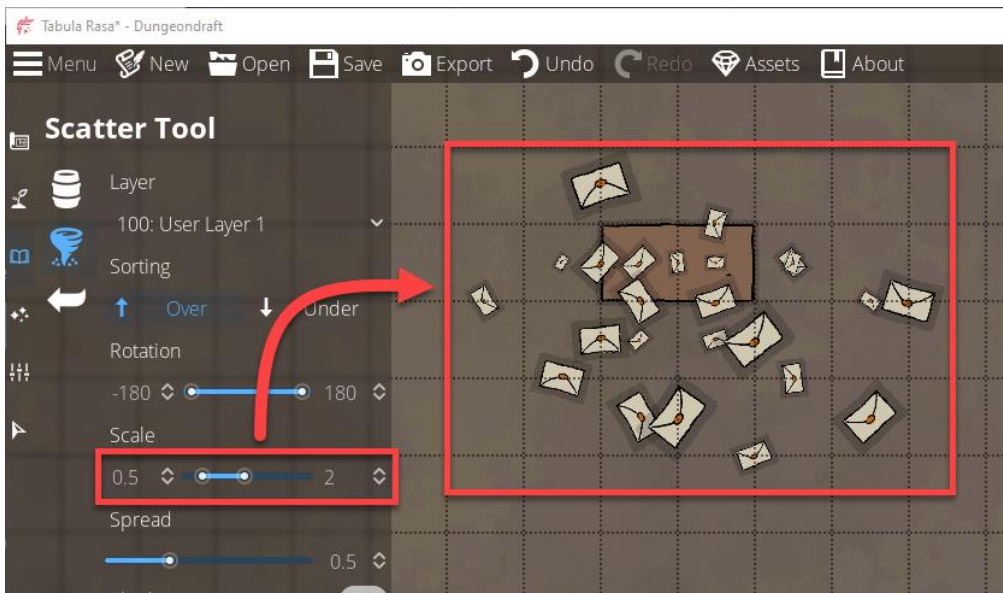 Tabula Rasa* - Dungeondraft
Menu New Open Save Export Undo Redo Assets About
Scatter Tool
Layer
100: User Layer 1
Sorting
Over Under
Rotation
-180 180
Scale
0.5 2
Spread
0.5